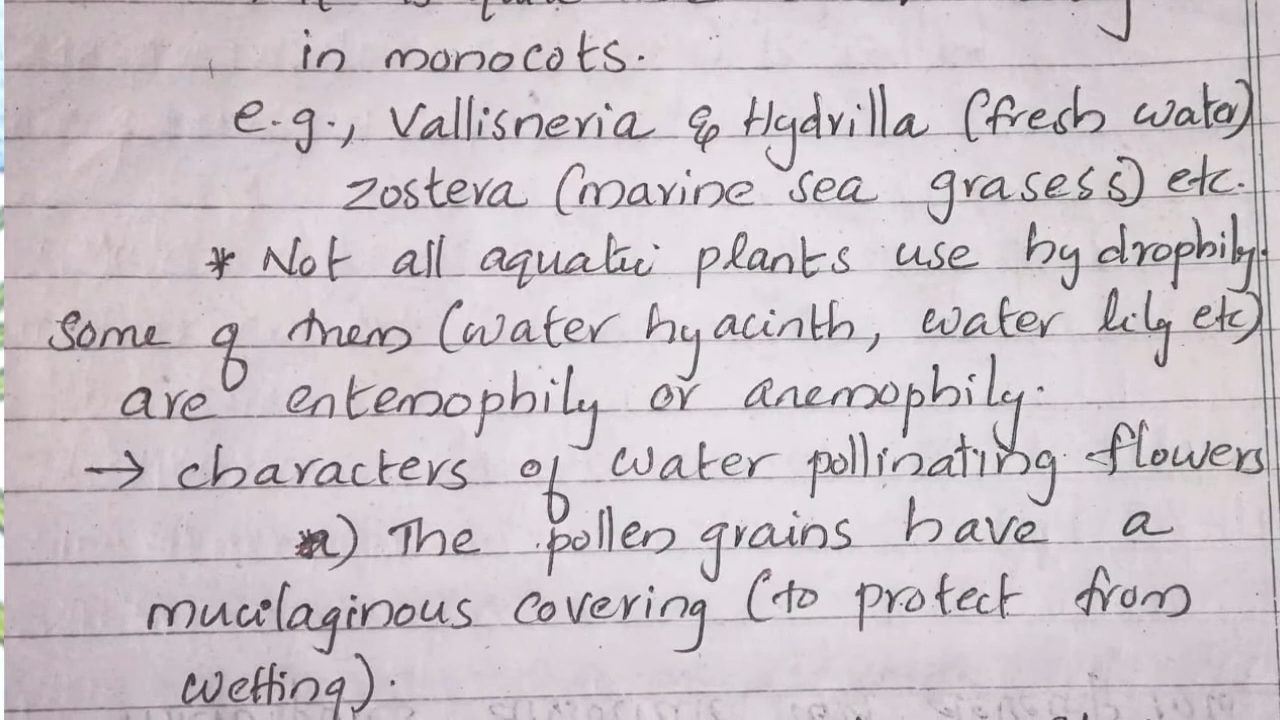 in monocots.
e.g., Vallisneria & Hydrilla (fresh water)
Zostera (marine sea grasess) etc.
* Not all aquatic plants use hydrophily.
Some of them (water hyacinth, water lily etc)
are entemophily or anemophily.
→ characters of water pollinating flowers
a) The pollen grains have a
mucilaginous covering (to protect from
wetting).